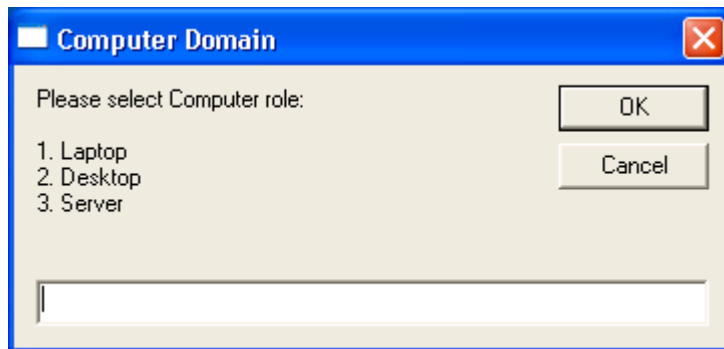 Computer Domain
Please select Computer role:
OK
1. Laptop
2. Desktop
3. Server
Cancel